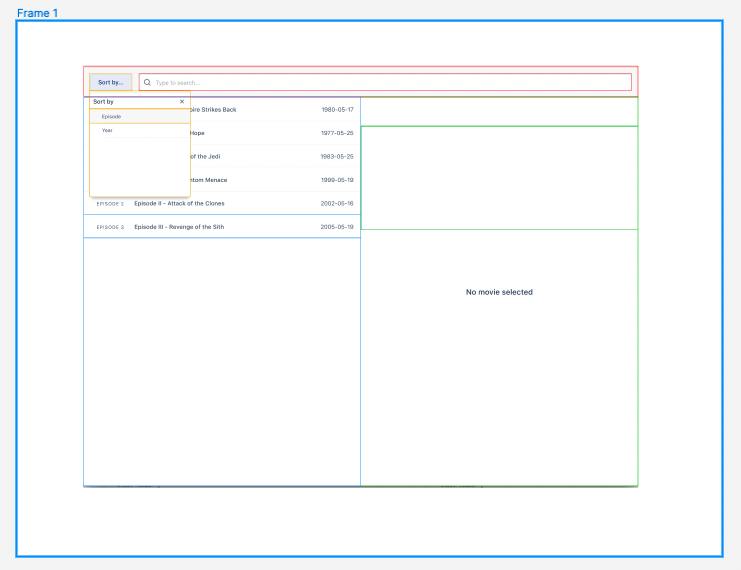 Frame 1
Sort by...
Type to search...
Sort by ×
Episode
Year
Strikes Back 1980-05-17
Hope 1977-05-25
of the Jedi 1983-05-25
Menace 1999-05-19
EPISODE 2 Episode II - Attack of the Clones 2002-05-16
EPISODE 3 Episode III - Revenge of the Sith 2005-05-19
No movie selected